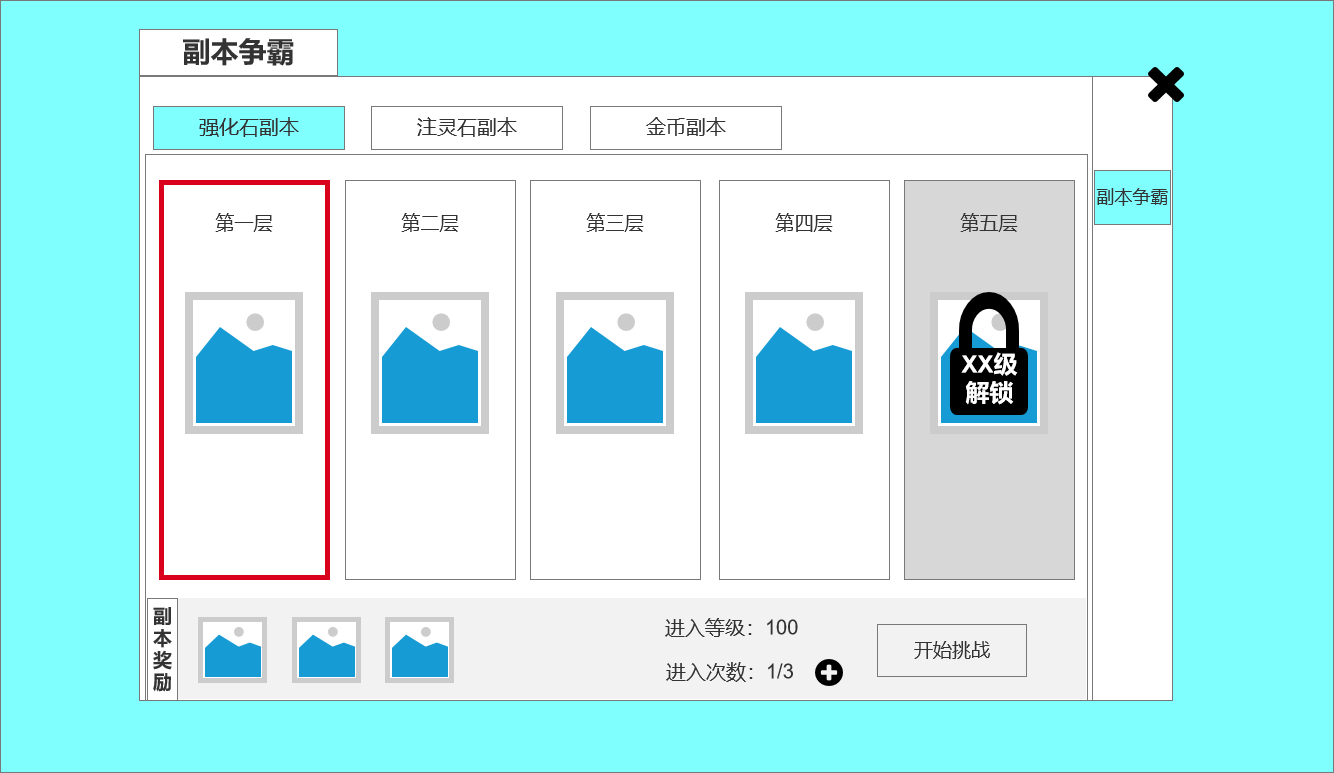 副本争霸
强化石副本
注灵石副本
金币副本
副本争霸
第一层
第二层
第三层
第四层
第五层
XX级
解锁
副本奖励
进入等级：100
进入次数：1/3
开始挑战